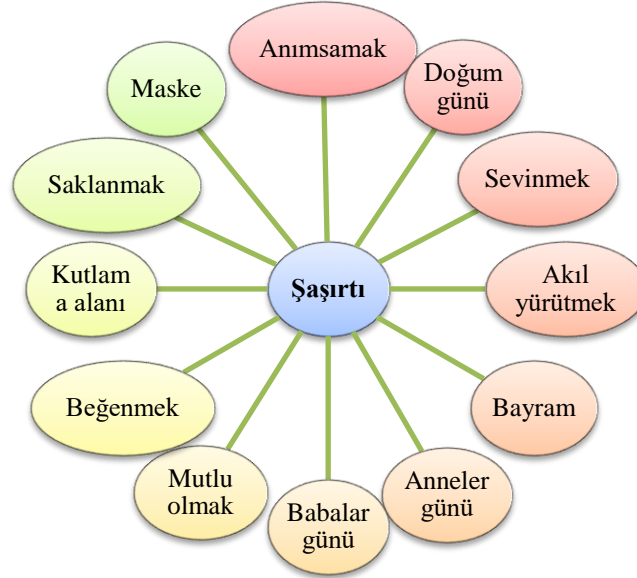 Anımsamak
Doğum
günü
Sevinmek
Akıl
yürütmek
Bayram
Anneler
günü
Babalar
günü
Mutlu
olmak
Beğenmek
Kutlam
a alanı
Saklanmak
Maske
Şaşırtı